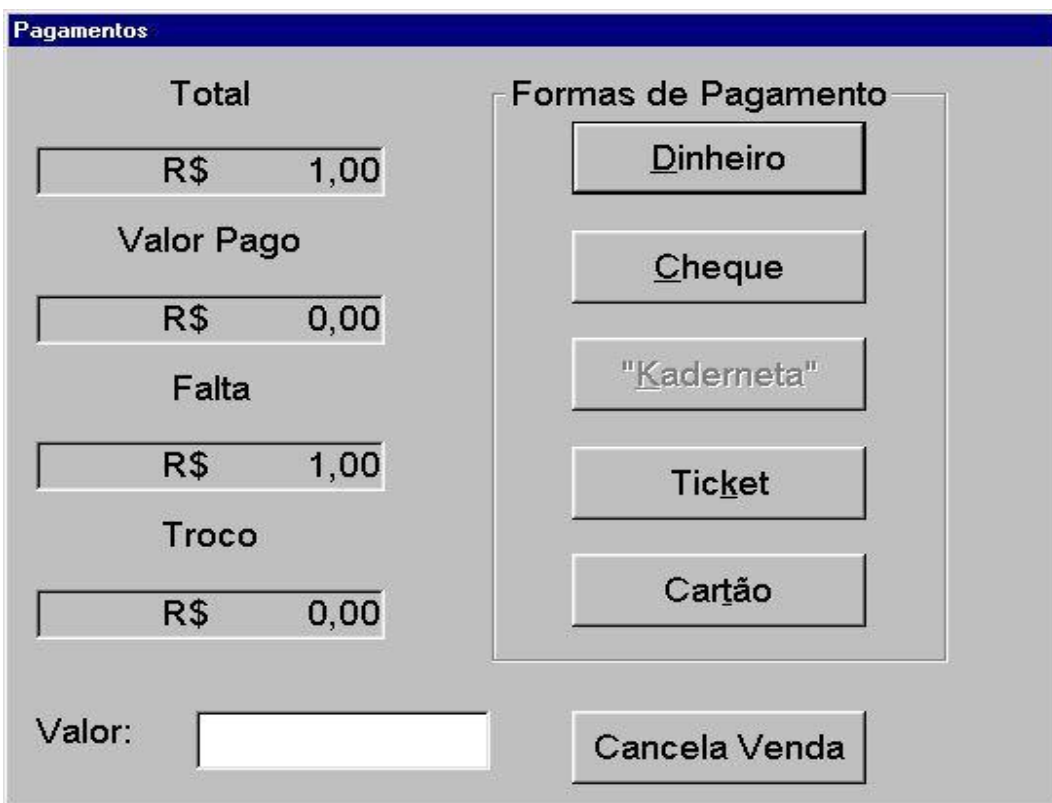 Pagamentos
Total
R$ 1,00
Valor Pago
R$ 0,00
Falta
R$ 1,00
Troco
R$ 0,00
Valor:
Formas de Pagamento
Dinheiro
Cheque
"Kaderneta"
Ticket
Cartão
Cancela Venda